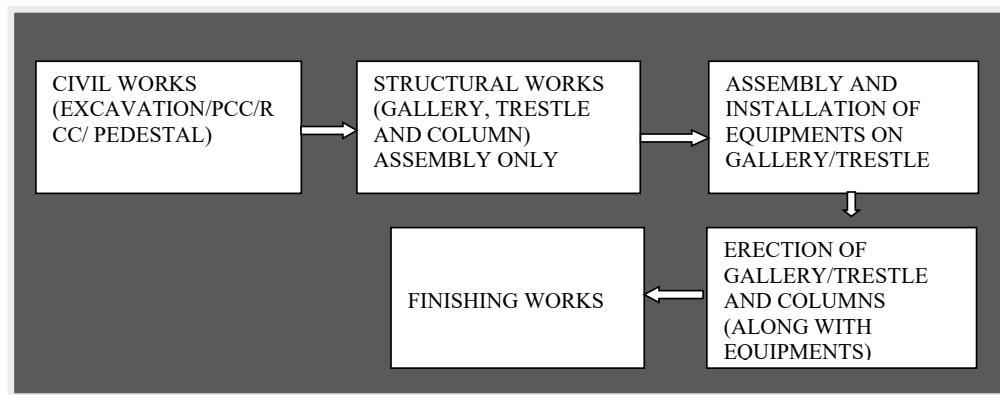 CIVIL WORKS
(EXCAVATION/PCC/R
CC/ PEDESTAL)
STRUCTURAL WORKS
(GALLERY, TRESTLE
AND COLUMN)
ASSEMBLY ONLY
ASSEMBLY AND
INSTALLATION OF
EQUIPMENTS ON
GALLERY/TRESTLE
ERECTION OF
GALLERY/TRESTLE
AND COLUMNS
(ALONG WITH
EQUIPMENTS)
FINISHING WORKS